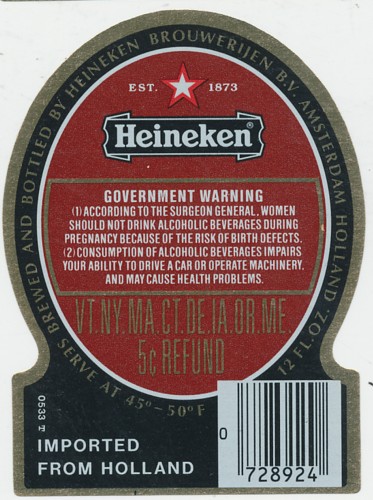 BREWED AND BOTTLED BY HEINEKEN BROUWERIJEN B.V. AMSTERDAM HOLLAND. 12 FL.OZ.
EST. 1873
Heineken®
GOVERNMENT WARNING
(1) ACCORDING TO THE SURGEON GENERAL, WOMEN
SHOULD NOT DRINK ALCOHOLIC BEVERAGES DURING
PREGNANCY BECAUSE OF THE RISK OF BIRTH DEFECTS.
(2) CONSUMPTION OF ALCOHOLIC BEVERAGES IMPAIRS
YOUR ABILITY TO DRIVE A CAR OR OPERATE MACHINERY,
AND MAY CAUSE HEALTH PROBLEMS.
VT.NY.MA.CT.DE.IA.OR.ME.
5¢ REFUND
SERVE AT 45°-50°F
0533
IMPORTED
FROM HOLLAND
0 728924